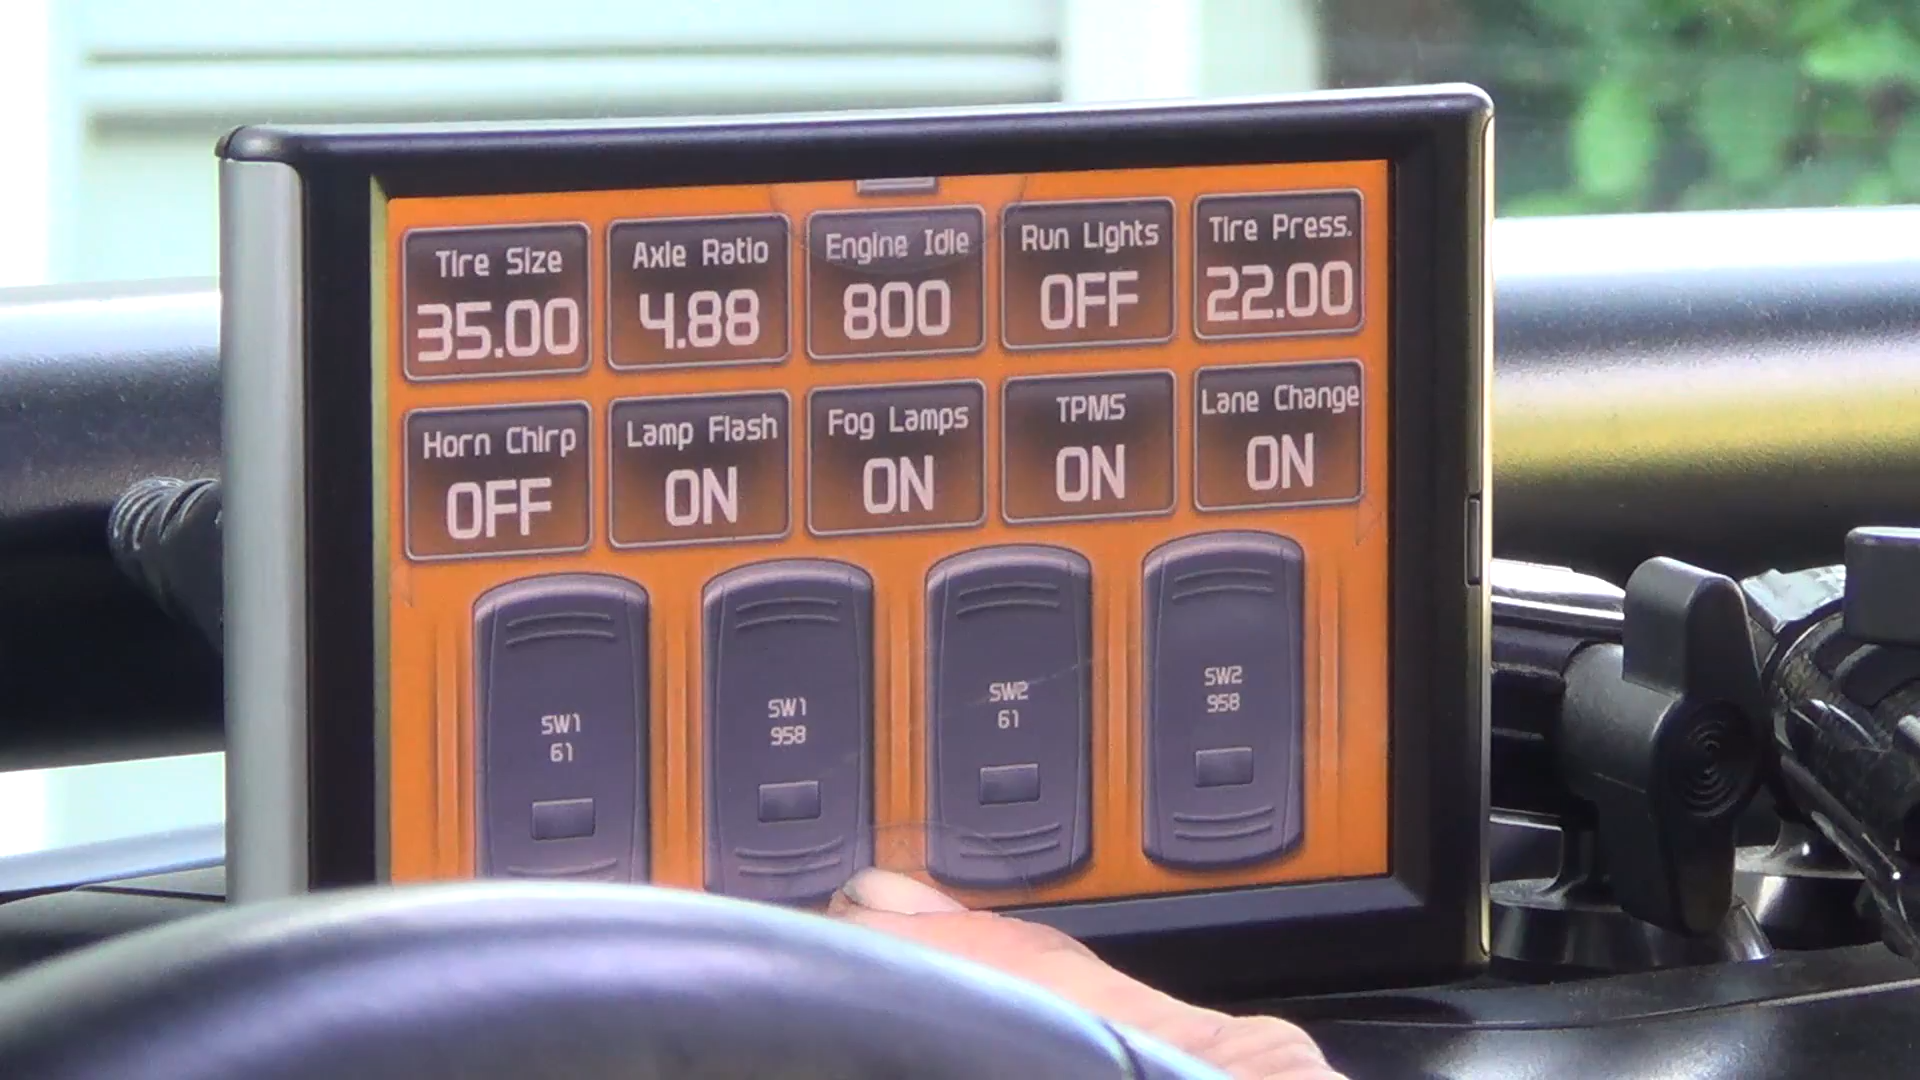 Tire Size
35.00
Axle Ratio
4.88
Engine Idle
800
Run Lights
OFF
Tire Press.
22.00
Horn Chirp
OFF
Lamp Flash
ON
Fog Lamps
ON
TPMS
ON
Lane Change
ON
SW1
61
SW1
958
SW2
61
SW2
958